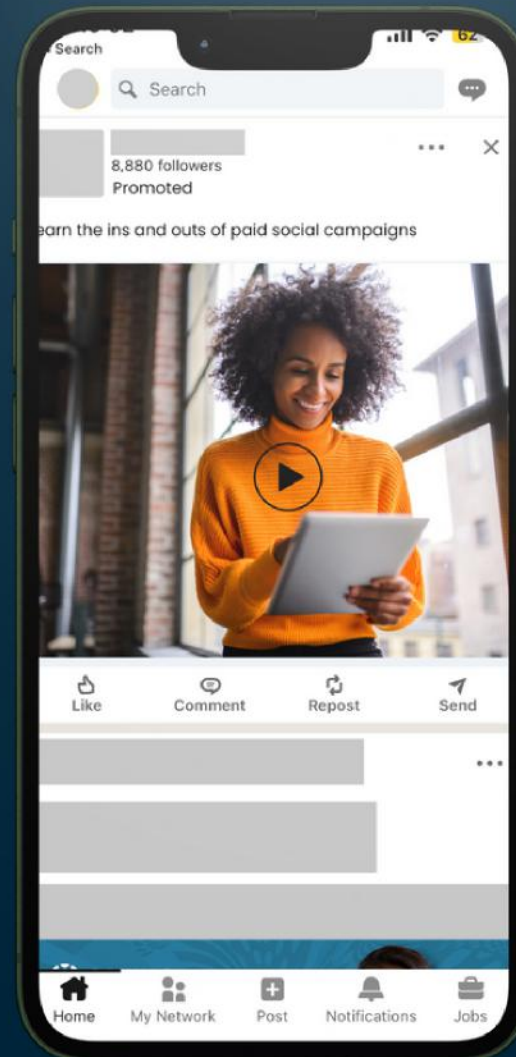 Search
62
Search
8,880 followers
Promoted
earn the ins and outs of paid social campaigns
Like Comment Repost Send
Home My Network Post Notifications Jobs